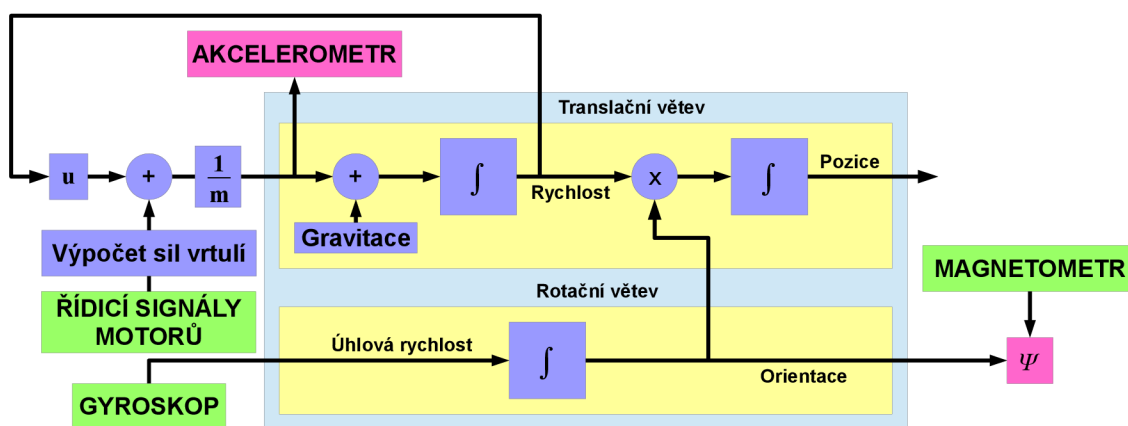 AKCELEROMETR
Translační větev
u
+
1
m
+
∫
Rychlost
x
∫
Pozice
Gravitace
Výpočet sil vrtulí
ŘÍDICÍ SIGNÁLY
MOTORŮ
MAGNETOMETR
Rotační větev
Úhlová rychlost
∫
Orientace
Ψ
GYROSKOP